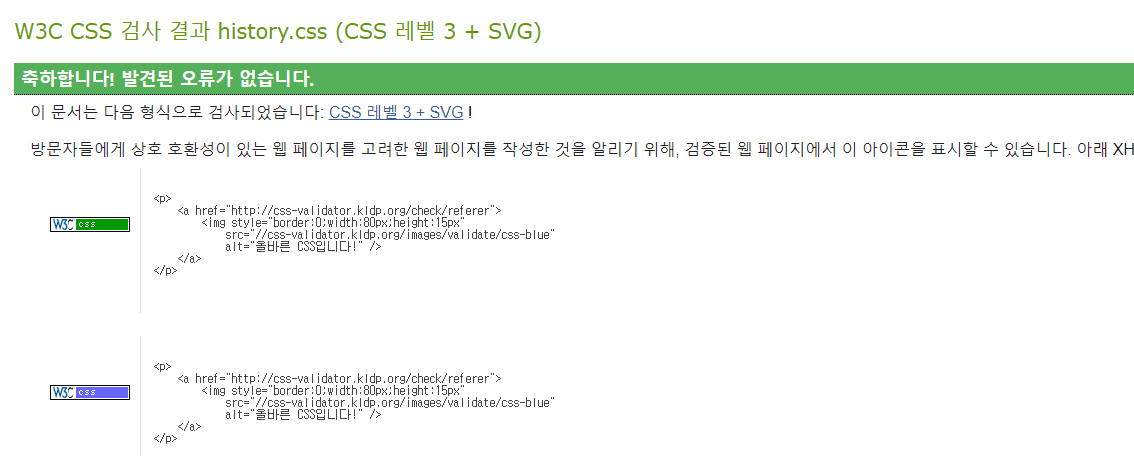 W3C CSS 검사 결과 history.css (CSS 레벨 3 + SVG)
축하합니다! 발견된 오류가 없습니다.
이 문서는 다음 형식으로 검사되었습니다: CSS 레벨 3 + SVG !
방문자들에게 상호 호환성이 있는 웹 페이지를 고려한 웹 페이지를 작성한 것을 알리기 위해, 검증된 웹 페이지에서 이 아이콘을 표시할 수 있습니다. 아래 XH
W3C css
<p>
<a href="http://css-validator.kldp.org/check/referer">
<img style="border:0;width:80px;height:15px"
src="//css-validator.kldp.org/images/validate/css-blue"
alt="올바른 CSS입니다!" />
</a>
</p>
W3C css
<p>
<a href="http://css-validator.kldp.org/check/referer">
<img style="border:0;width:80px;height:15px"
src="//css-validator.kldp.org/images/validate/css-blue"
alt="올바른 CSS입니다!" />
</a>
</p>